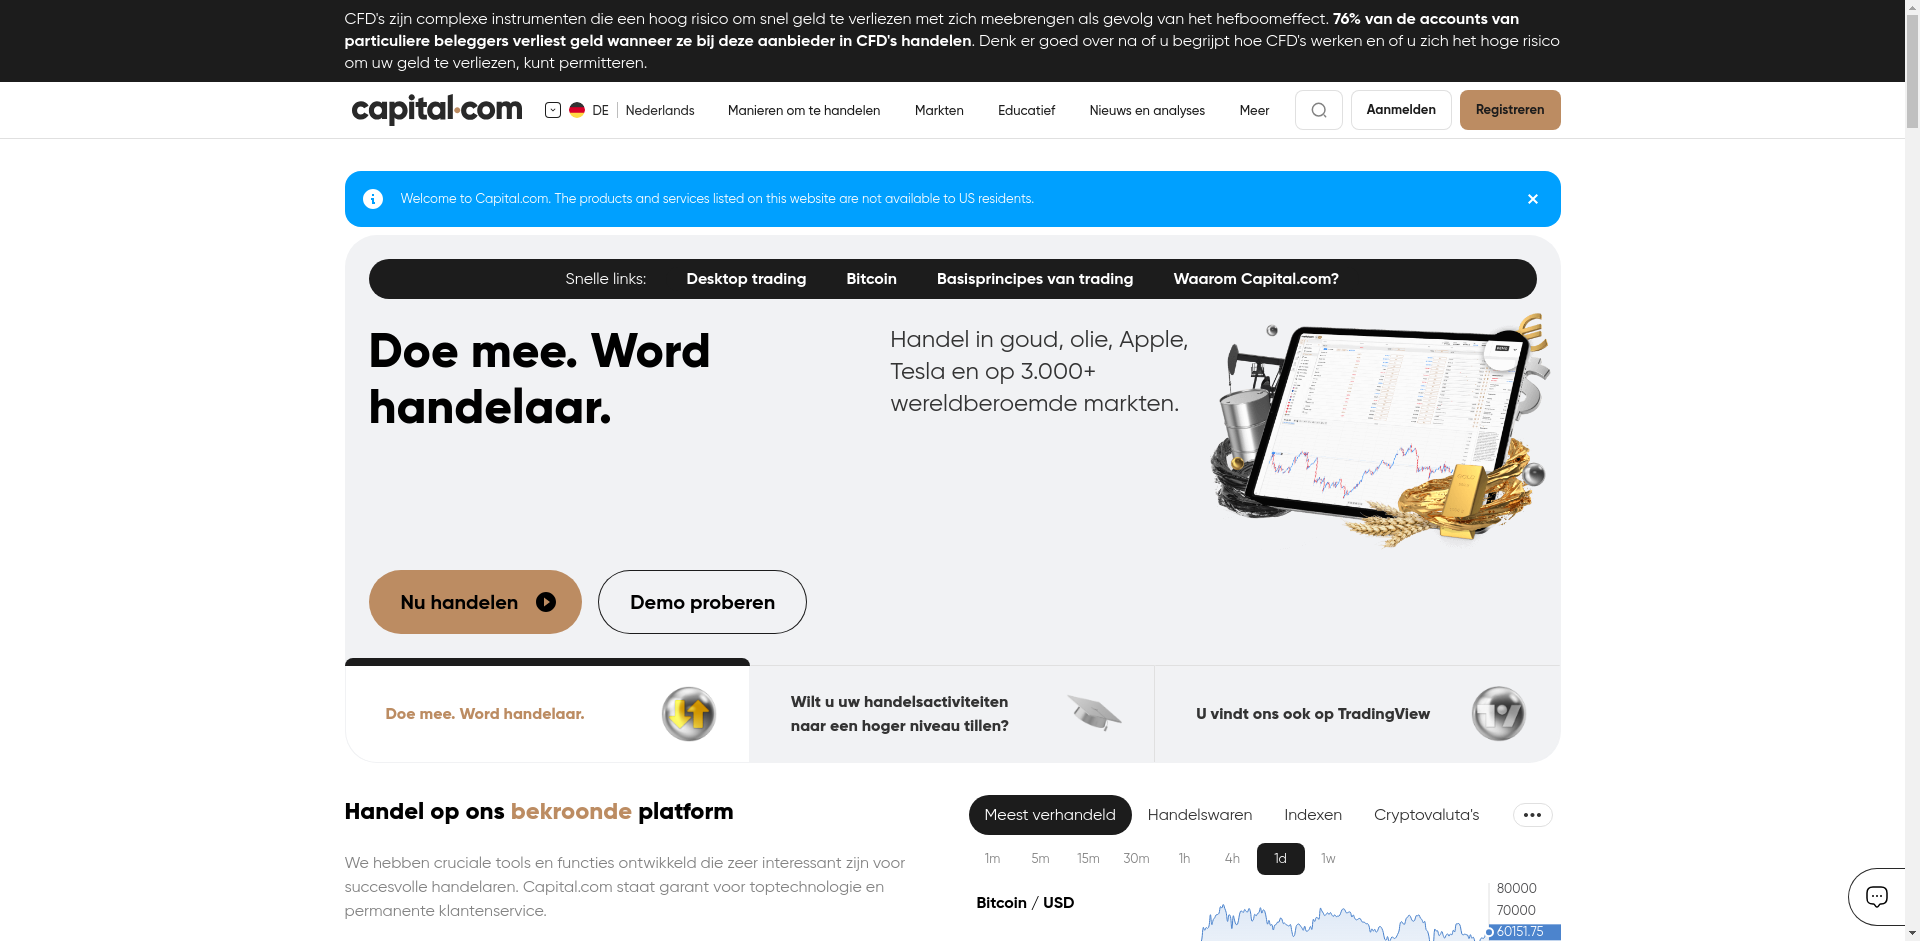 CFD's zijn complexe instrumenten die een hoog risico om snel geld te verliezen met zich meebrengen als gevolg van het hefboomeffect. 76% van de accounts van
particuliere beleggers verliest geld wanneer ze bij deze aanbieder in CFD's handelen. Denk er goed over na of u begrijpt hoe CFD's werken en of u zich het hoge risico
om uw geld te verliezen, kunt permitteren.
capital.com DE Nederlands Manieren om te handelen Markten Educatief Nieuws en analyses Meer Aanmelden Registreren
Welcome to Capital.com. The products and services listed on this website are not available to US residents.
Snelle links: Desktop trading Bitcoin Basisprincipes van trading Waarom Capital.com?
Doe mee. Word
handelaar.
Handel in goud, olie, Apple,
Tesla en op 3.000+
wereldberoemde markten.
Nu handelen Demo proberen
Doe mee. Word handelaar.
Wilt u uw handelsactiviteiten
naar een hoger niveau tillen?
U vindt ons ook op TradingView
Handel op ons bekroonde platform
We hebben cruciale tools en functies ontwikkeld die zeer interessant zijn voor
succesvolle handelaren. Capital.com staat garant voor toptechnologie en
permanente klantenservice.
Meest verhandeld Handelswaren Indexen Cryptovaluta's
1m 5m 15m 30m 1h 4h 1d 1w
Bitcoin / USD
80000
70000
60151.75